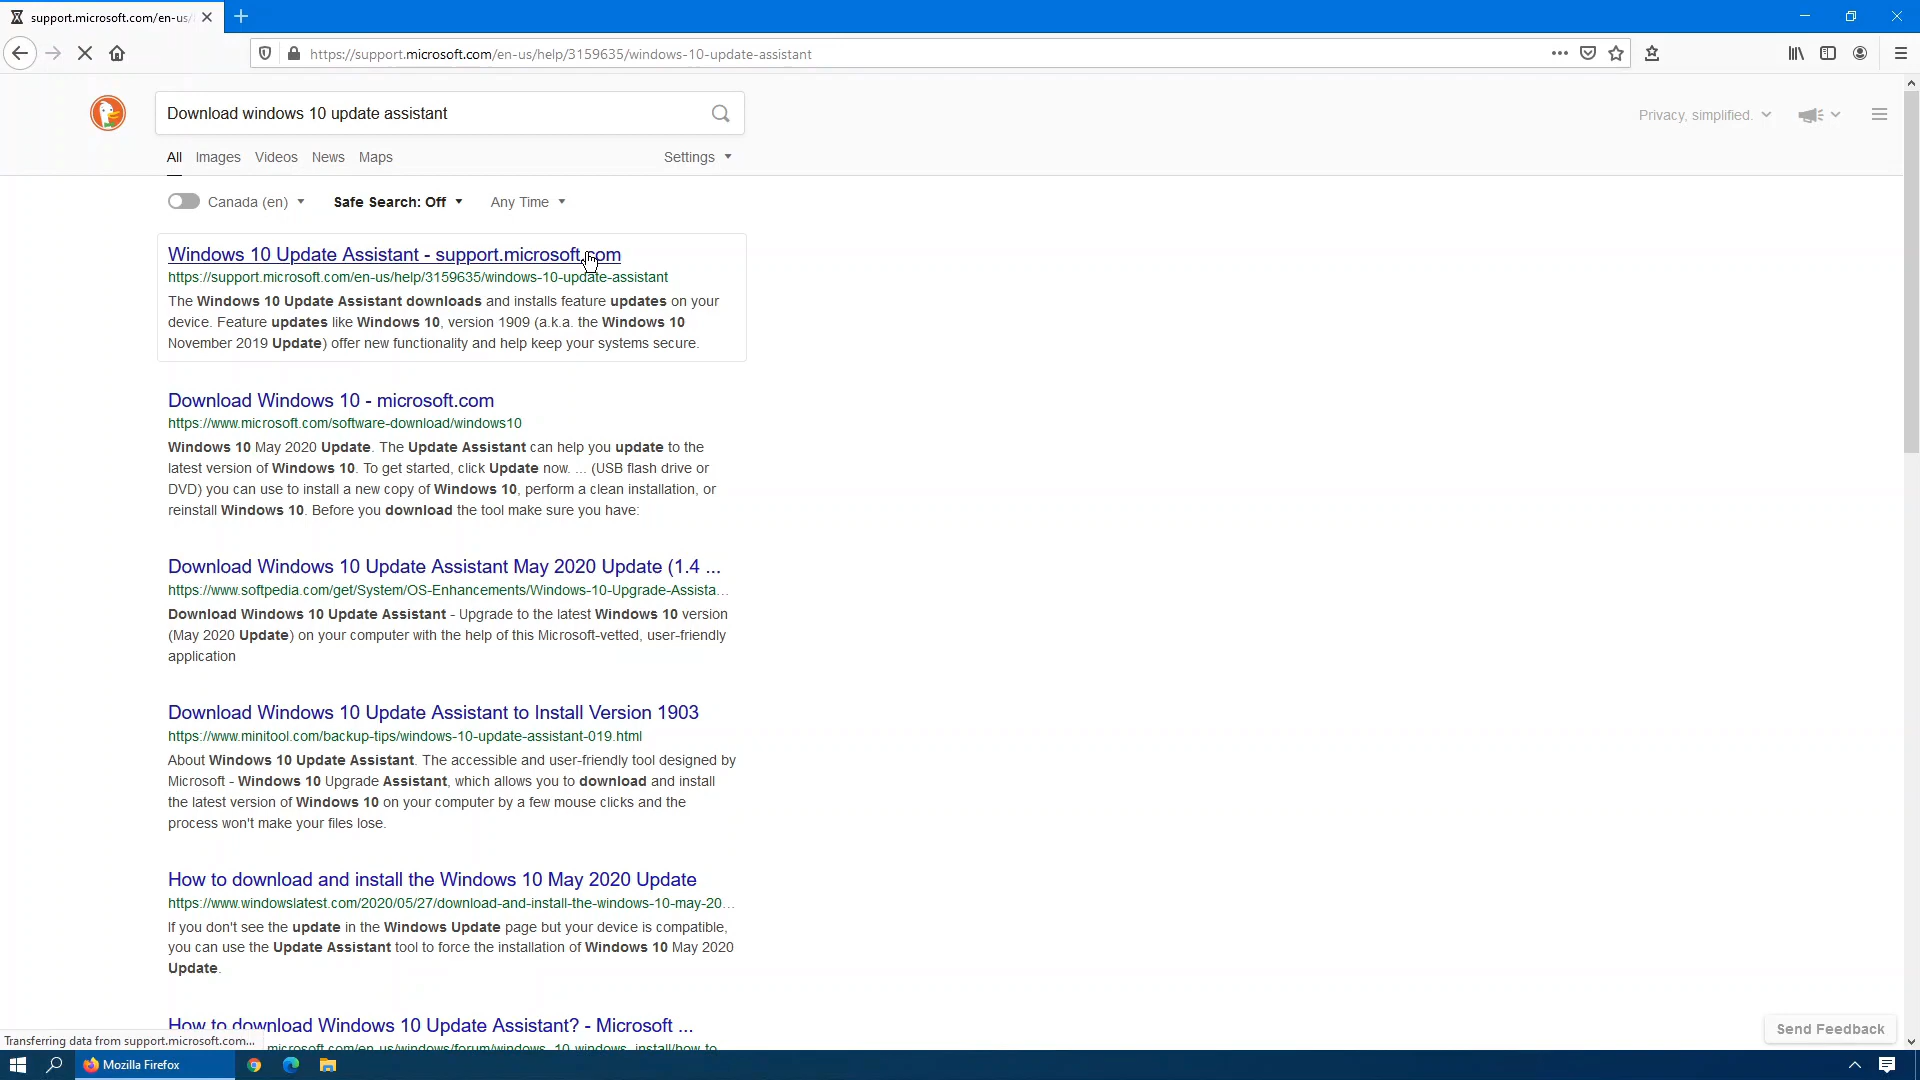 support.microsoft.com/en-us/
https://support.microsoft.com/en-us/help/3159635/windows-10-update-assistant
Download windows 10 update assistant
Privacy, simplified.
All Images Videos News Maps Settings
Canada (en) Safe Search: Off Any Time
Windows 10 Update Assistant - support.microsoft.com
https://support.microsoft.com/en-us/help/3159635/windows-10-update-assistant
The Windows 10 Update Assistant downloads and installs feature updates on your
device. Feature updates like Windows 10, version 1909 (a.k.a. the Windows 10
November 2019 Update) offer new functionality and help keep your systems secure.
Download Windows 10 - microsoft.com
https://www.microsoft.com/software-download/windows10
Windows 10 May 2020 Update. The Update Assistant can help you update to the
latest version of Windows 10. To get started, click Update now. ... (USB flash drive or
DVD) you can use to install a new copy of Windows 10, perform a clean installation, or
reinstall Windows 10. Before you download the tool make sure you have:
Download Windows 10 Update Assistant May 2020 Update (1.4 ...
https://www.softpedia.com/get/System/OS-Enhancements/Windows-10-Upgrade-Assista...
Download Windows 10 Update Assistant - Upgrade to the latest Windows 10 version
(May 2020 Update) on your computer with the help of this Microsoft-vetted, user-friendly
application
Download Windows 10 Update Assistant to Install Version 1903
https://www.minitool.com/backup-tips/windows-10-update-assistant-019.html
About Windows 10 Update Assistant. The accessible and user-friendly tool designed by
Microsoft - Windows 10 Upgrade Assistant, which allows you to download and install
the latest version of Windows 10 on your computer by a few mouse clicks and the
process won't make your files lose.
How to download and install the Windows 10 May 2020 Update
https://www.windowslatest.com/2020/05/27/download-and-install-the-windows-10-may-20...
If you don't see the update in the Windows Update page but your device is compatible,
you can use the Update Assistant tool to force the installation of Windows 10 May 2020
Update.
How to download Windows 10 Update Assistant? - Microsoft ...
Send Feedback
Transferring data from support.microsoft.com...
microsoft.com/en-us/windows/forum/windows_10-windows_install/how-to
Mozilla Firefox